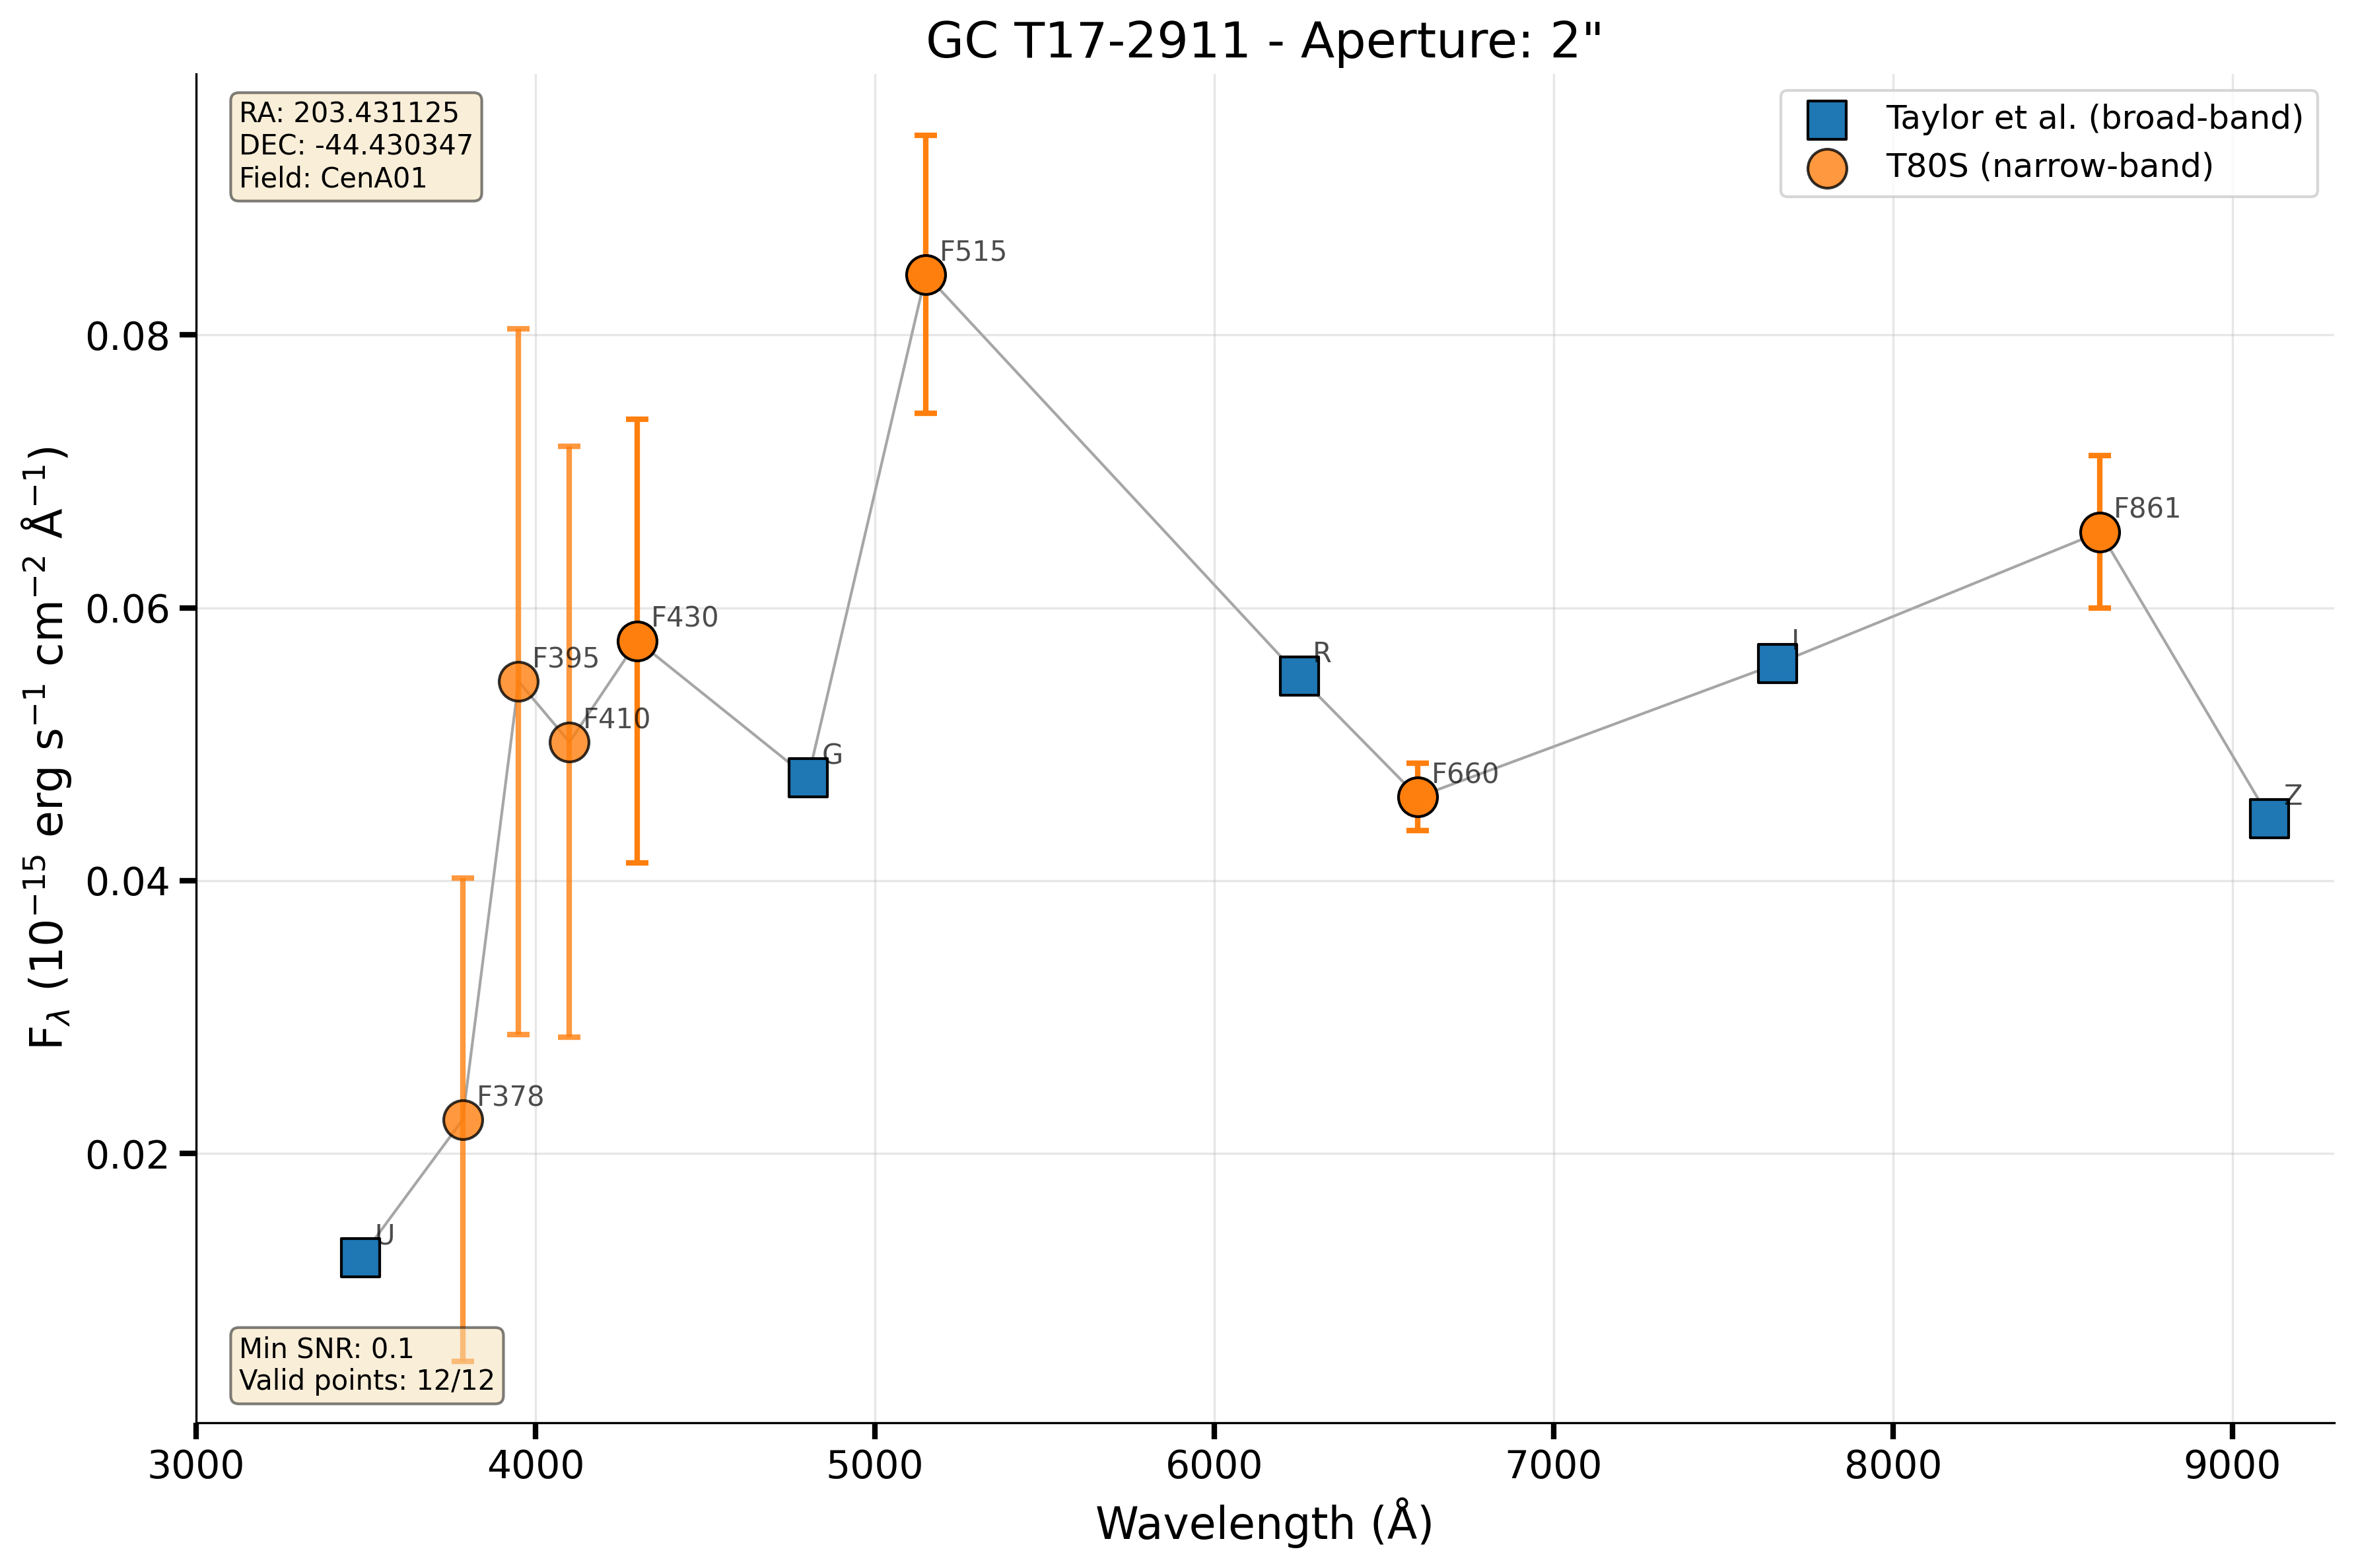 GC T17-2911 - Aperture: 2"
RA: 203.431125
DEC: -44.430347
Field: CenA01
Taylor et al. (broad-band)
T80S (narrow-band)
F515
0.08
F861
F430
0.06
R
I
F395
F410
G
F660
Z
0.04
F378
0.02
U
Min SNR: 0.1
Valid points: 12/12
3000 4000 5000 6000 7000 8000 9000
Wavelength (Å)
F_λ (10⁻¹⁵ erg s⁻¹ cm⁻² Å⁻¹)